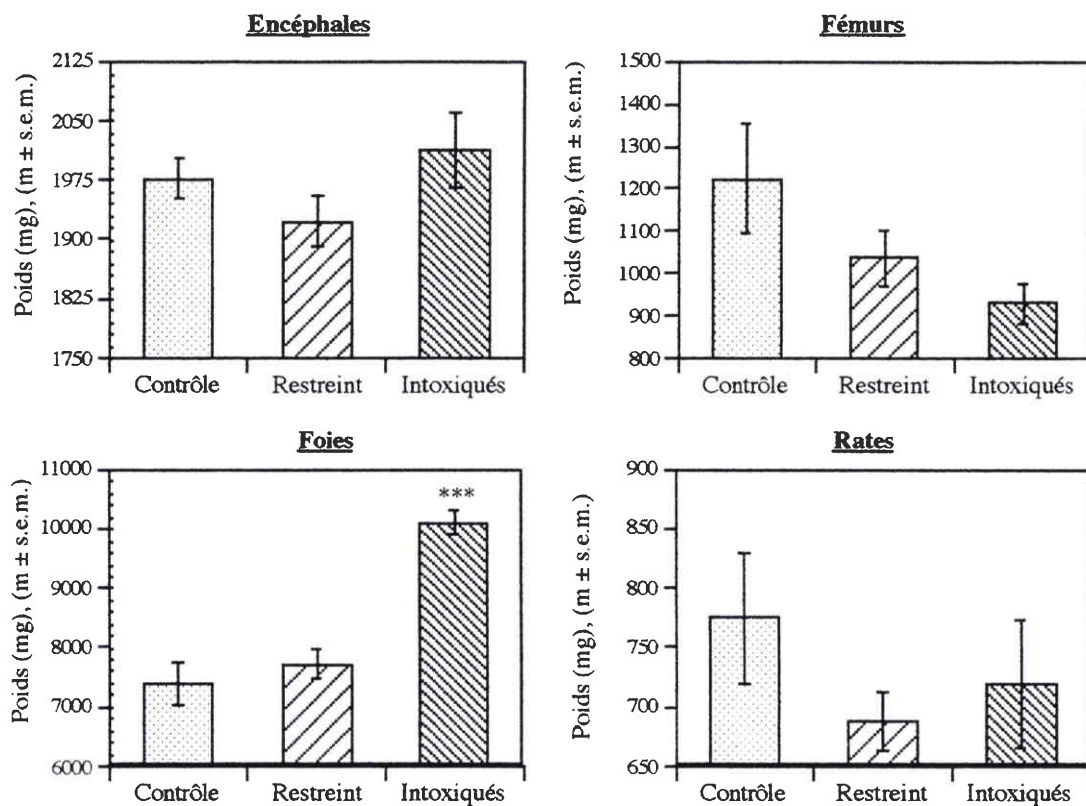 Encéphales
Poids (mg), (m ± s.e.m.)
2125
2050
1975
1900
1825
1750
Contrôle Restreint Intoxiqués
Fémurs
Poids (mg), (m ± s.e.m.)
1500
1400
1300
1200
1100
1000
900
800
Contrôle Restreint Intoxiqués
Foies
Poids (mg), (m ± s.e.m.)
11000
10000
9000
8000
7000
6000
***
Contrôle Restreint Intoxiqués
Rates
Poids (mg), (m ± s.e.m.)
900
850
800
750
700
650
Contrôle Restreint Intoxiqués